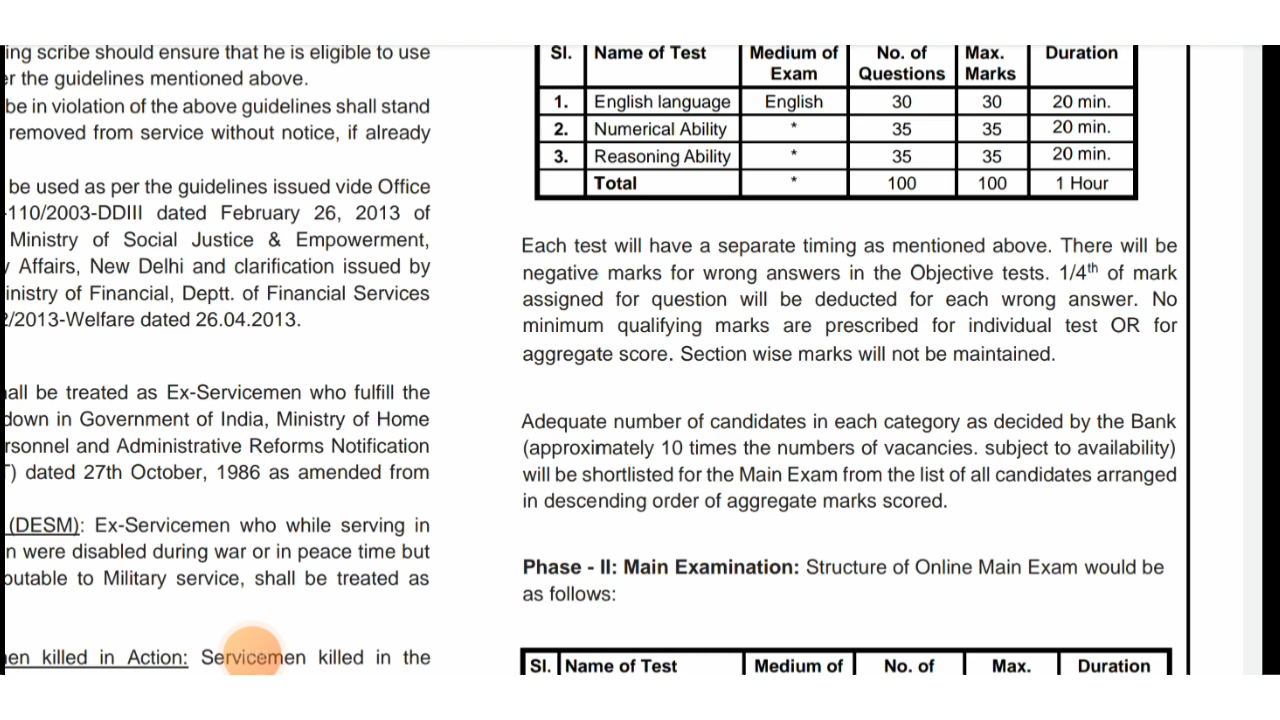 ing scribe should ensure that he is eligible to use
er the guidelines mentioned above.
be in violation of the above guidelines shall stand
removed from service without notice, if already
be used as per the guidelines issued vide Office
-110/2003-DDIII dated February 26, 2013 of
Ministry of Social Justice & Empowerment,
Affairs, New Delhi and clarification issued by
inistry of Financial, Deptt. of Financial Services
/2013-Welfare dated 26.04.2013.
all be treated as Ex-Servicemen who fulfill the
down in Government of India, Ministry of Home
rsonnel and Administrative Reforms Notification
) dated 27th October, 1986 as amended from
(DESM): Ex-Servicemen who while serving in
n were disabled during war or in peace time but
outable to Military service, shall be treated as
en killed in Action: Servicemen killed in the
Sl. Name of Test Medium of Exam No. of Questions Max. Marks Duration
1. English language English 30 30 20 min.
2. Numerical Ability * 35 35 20 min.
3. Reasoning Ability * 35 35 20 min.
Total * 100 100 1 Hour
Each test will have a separate timing as mentioned above. There will be
negative marks for wrong answers in the Objective tests. 1/4th of mark
assigned for question will be deducted for each wrong answer. No
minimum qualifying marks are prescribed for individual test OR for
aggregate score. Section wise marks will not be maintained.
Adequate number of candidates in each category as decided by the Bank
(approximately 10 times the numbers of vacancies. subject to availability)
will be shortlisted for the Main Exam from the list of all candidates arranged
in descending order of aggregate marks scored.
Phase - II: Main Examination: Structure of Online Main Exam would be
as follows:
Sl. Name of Test Medium of No. of Max. Duration